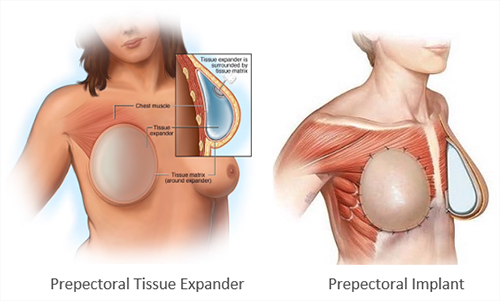 Tissue expander is
surrounded by
tissue matrix
Chest muscle
Tissue
expander
Tissue matrix
(around expander)
Prepectoral Tissue Expander
Prepectoral Implant